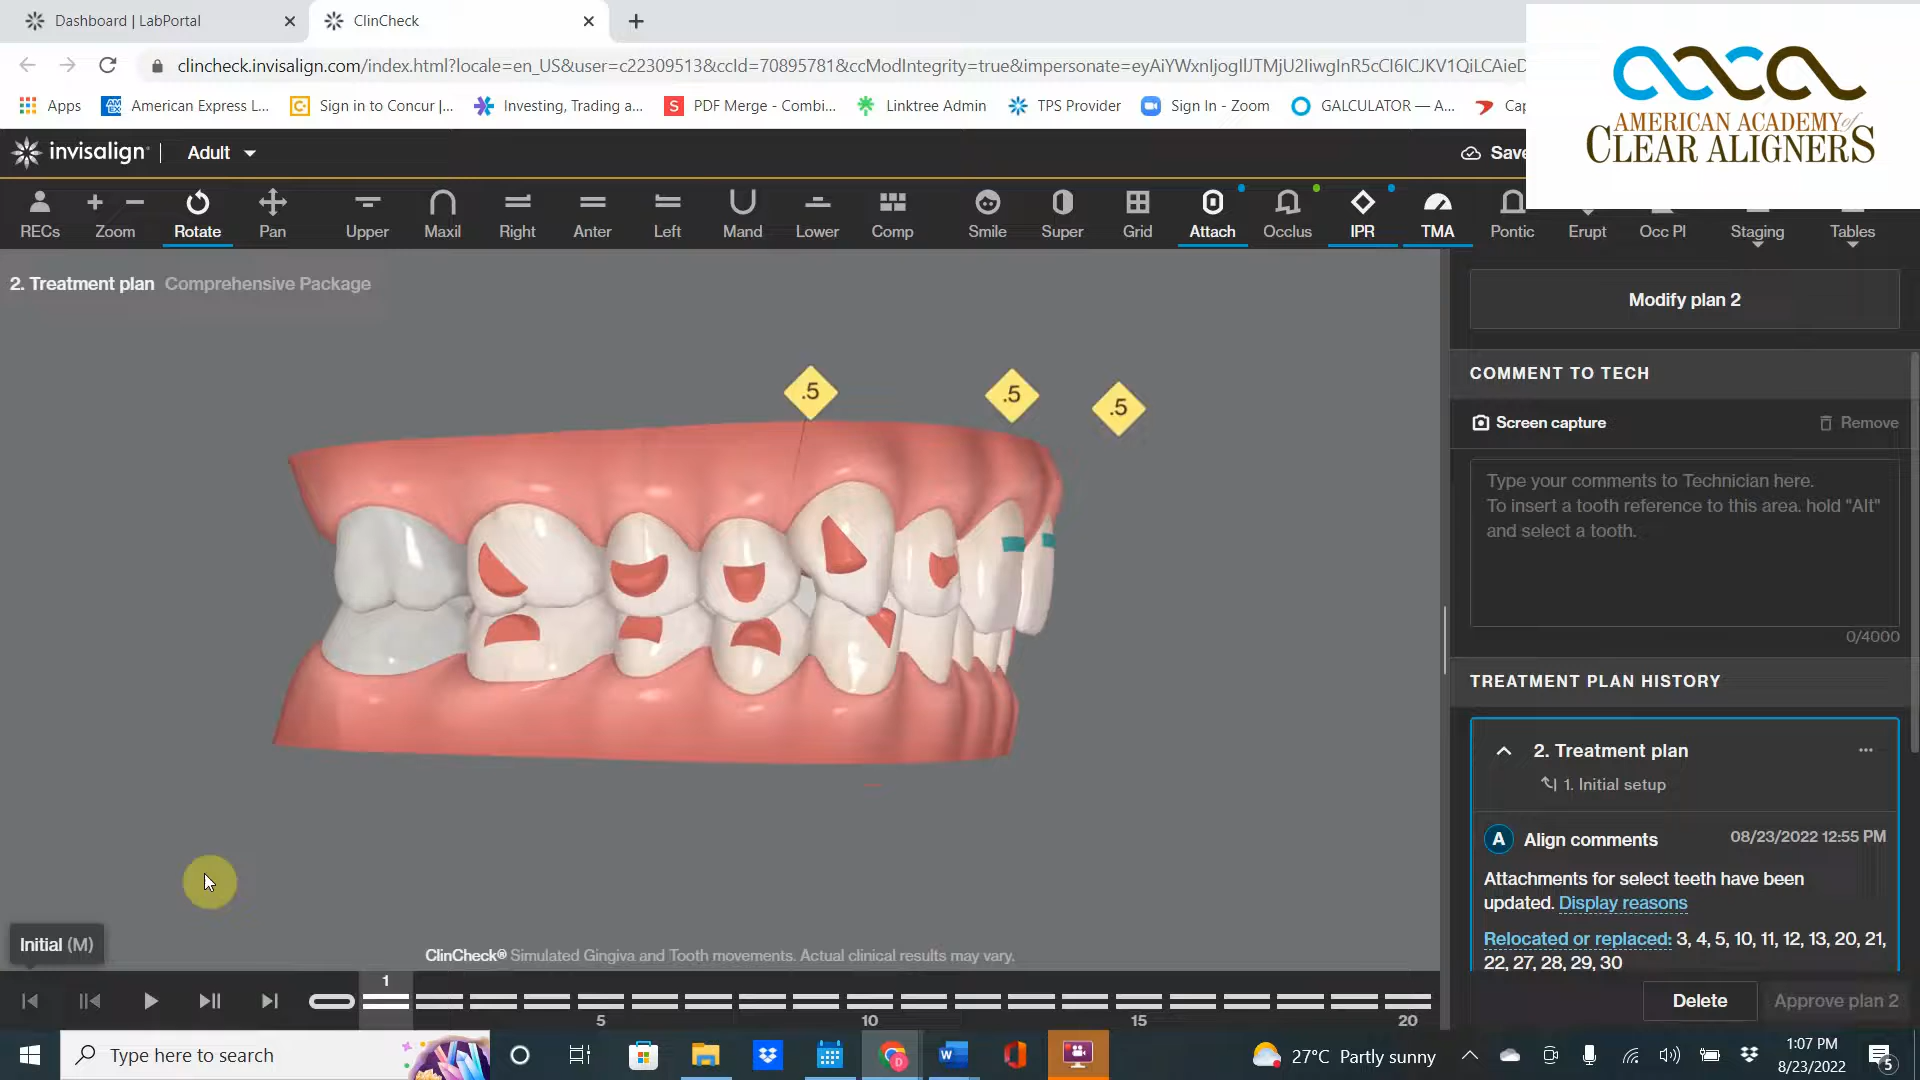 Dashboard | LabPortal
ClinCheck
clincheck.invisalign.com/index.html?locale=en_US&user=c22309513&ccId=70895781&ccModIntegrity=true&impersonate=
Apps
American Express L...
Sign in to Concur |...
Investing, Trading a...
PDF Merge - Combi...
Linktree Admin
TPS Provider
Sign In - Zoom
GALCULATOR — A...
Cap
AMERICAN ACADEMY of
CLEAR ALIGNERS
invisalign
Adult
Save
RECs
Zoom
Rotate
Pan
Upper
Maxil
Right
Anter
Left
Mand
Lower
Comp
Smile
Super
Grid
Attach
Occlus
IPR
TMA
Pontic
Erupt
Occ Pl
Staging
Tables
2. Treatment plan Comprehensive Package
.5
.5
.5
Initial (M)
ClinCheck® Simulated Gingiva and Tooth movements. Actual clinical results may vary.
1
5
10
15
20
Modify plan 2
COMMENT TO TECH
Screen capture
Remove
Type your comments to Technician here.
To insert a tooth reference to this area. hold "Alt"
and select a tooth.
0/4000
TREATMENT PLAN HISTORY
2. Treatment plan
1. Initial setup
A
Align comments
08/23/2022 12:55 PM
Attachments for select teeth have been
updated. Display reasons
Relocated or replaced: 3, 4, 5, 10, 11, 12, 13, 20, 21,
22, 27, 28, 29, 30
Delete
Approve plan 2
Type here to search
27°C Partly sunny
1:07 PM
8/23/2022
5